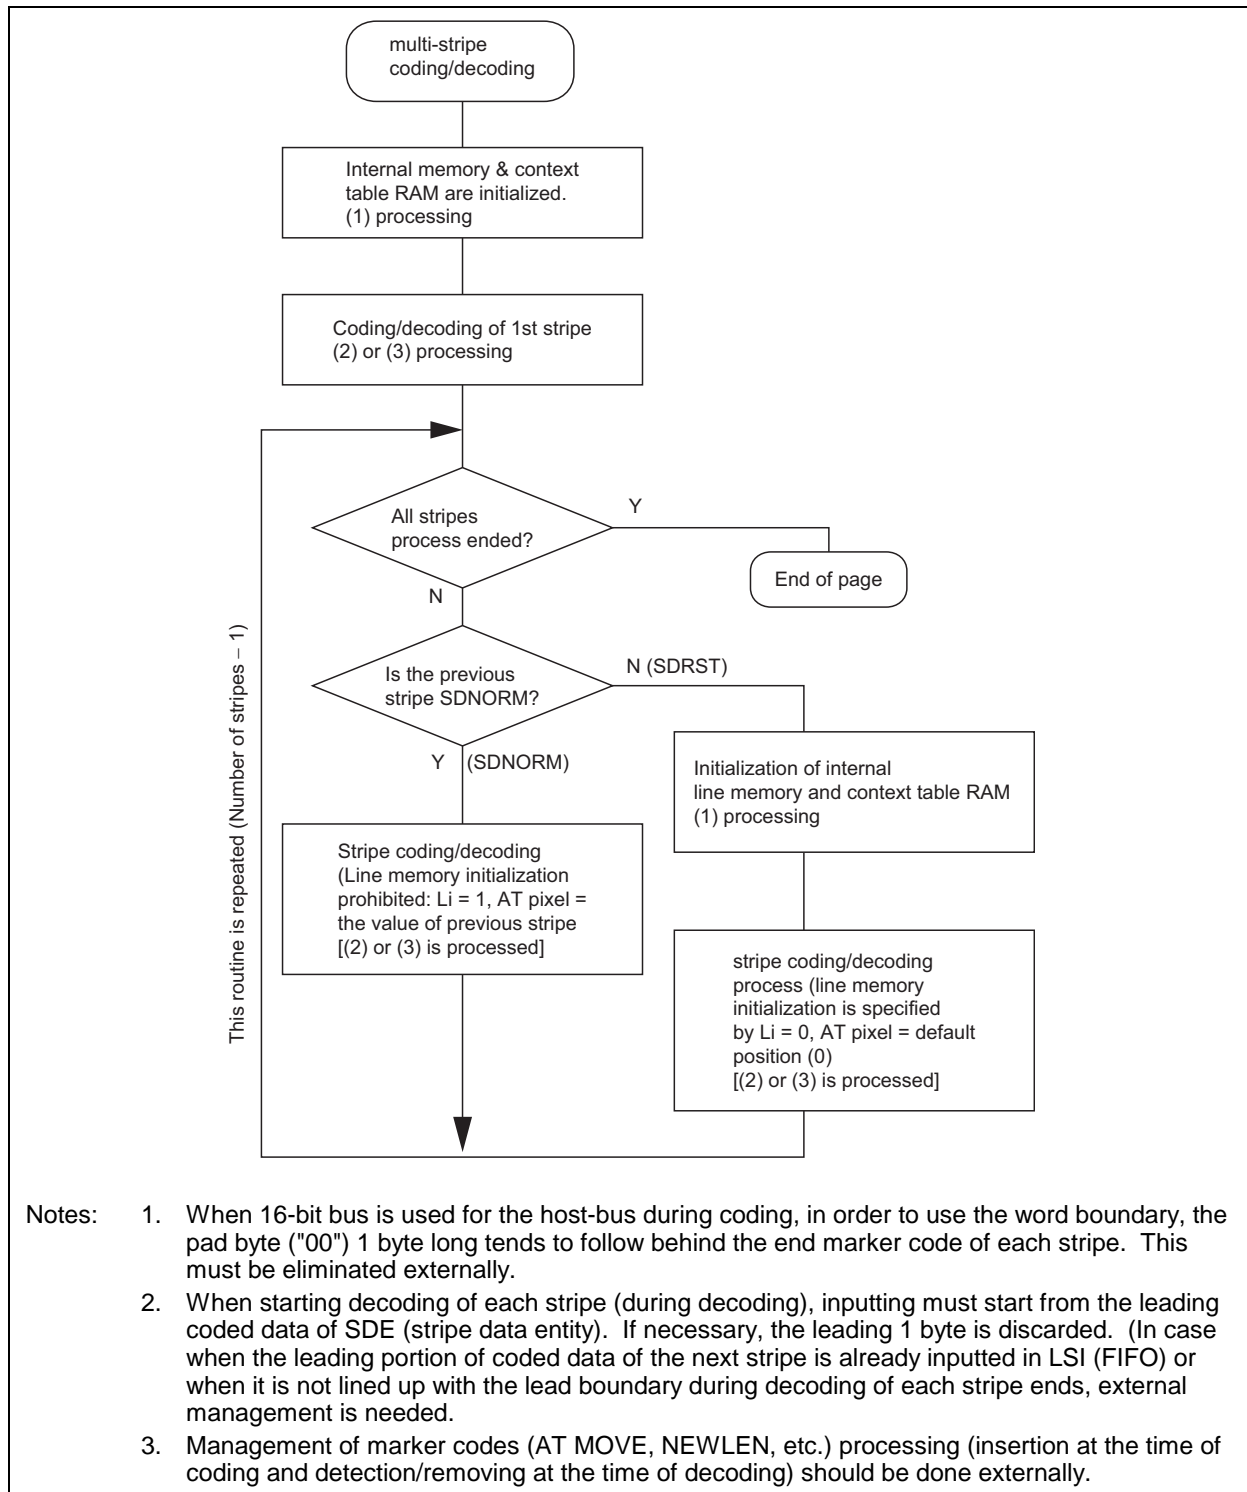 multi-stripe
coding/decoding
Internal memory & context
table RAM are initialized.
(1) processing
Coding/decoding of 1st stripe
(2) or (3) processing
All stripes
process ended?
Y
End of page
N
This routine is repeated (Number of stripes – 1)
Is the previous
stripe SDNORM?
N (SDRST)
Y (SDNORM)
Initialization of internal
line memory and context table RAM
(1) processing
Stripe coding/decoding
(Line memory initialization
prohibited: Li = 1, AT pixel =
the value of previous stripe
[(2) or (3) is processed]
stripe coding/decoding
process (line memory
initialization is specified
by Li = 0, AT pixel = default
position (0)
[(2) or (3) is processed]
Notes: 1. When 16-bit bus is used for the host-bus during coding, in order to use the word boundary, the
pad byte ("00") 1 byte long tends to follow behind the end marker code of each stripe. This
must be eliminated externally.
2. When starting decoding of each stripe (during decoding), inputting must start from the leading
coded data of SDE (stripe data entity). If necessary, the leading 1 byte is discarded. (In case
when the leading portion of coded data of the next stripe is already inputted in LSI (FIFO) or
when it is not lined up with the lead boundary during decoding of each stripe ends, external
management is needed.
3. Management of marker codes (AT MOVE, NEWLEN, etc.) processing (insertion at the time of
coding and detection/removing at the time of decoding) should be done externally.